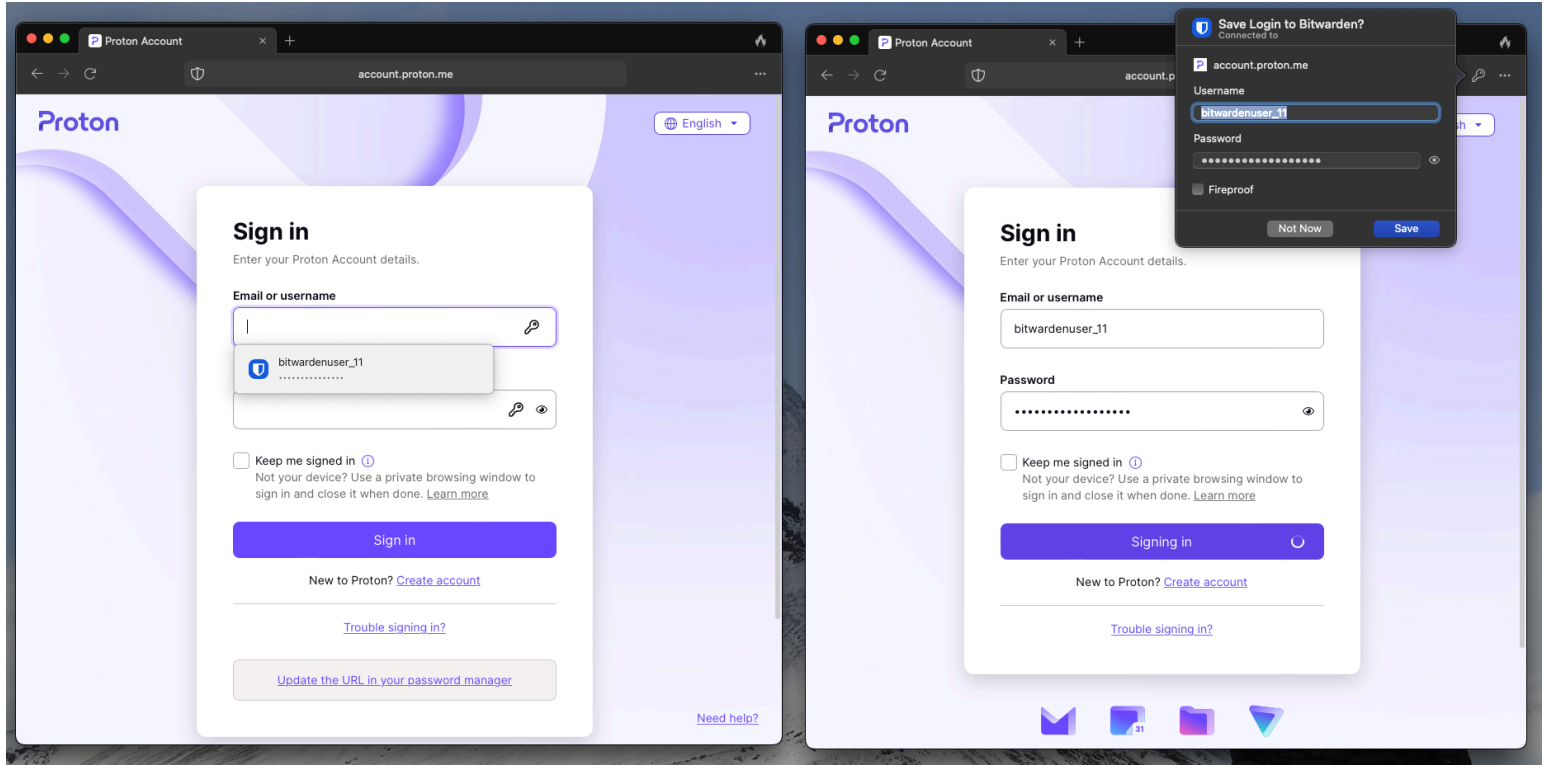 Proton Account
account.proton.me
Proton
English
Sign in
Enter your Proton Account details.
Email or username
bitwardenuser_11
Keep me signed in
Not your device? Use a private browsing window to
sign in and close it when done. Learn more
Sign in
New to Proton? Create account
Trouble signing in?
Update the URL in your password manager
Need help?
Proton Account
account.p
Proton
sh
Save Login to Bitwarden?
Connected to
account.proton.me
Username
bitwardenuser_11
Password
Fireproof
Not Now
Save
Sign in
Enter your Proton Account details.
Email or username
bitwardenuser_11
Password
Keep me signed in
Not your device? Use a private browsing window to
sign in and close it when done. Learn more
Signing in
New to Proton? Create account
Trouble signing in?
31